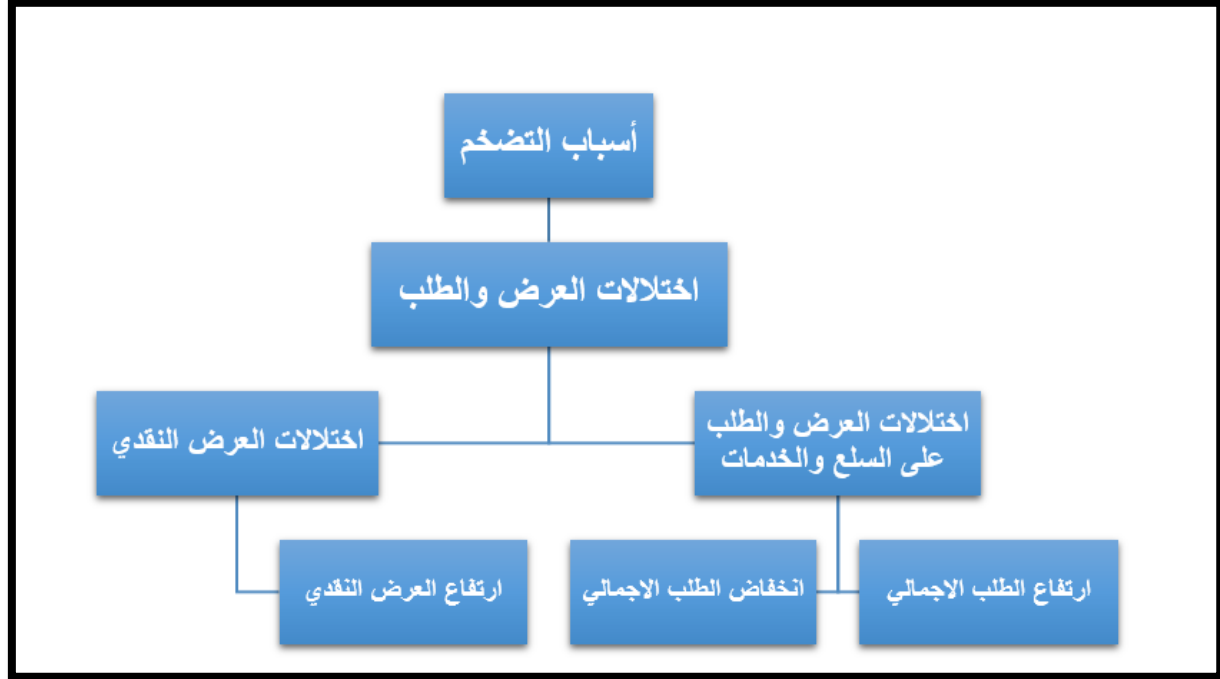 أسباب التضخم
اختلالات العرض والطلب
اختلالات العرض والطلب
على السلع والخدمات
اختلالات العرض النقدي
ارتفاع الطلب الاجمالي
انخفاض الطلب الاجمالي
ارتفاع العرض النقدي